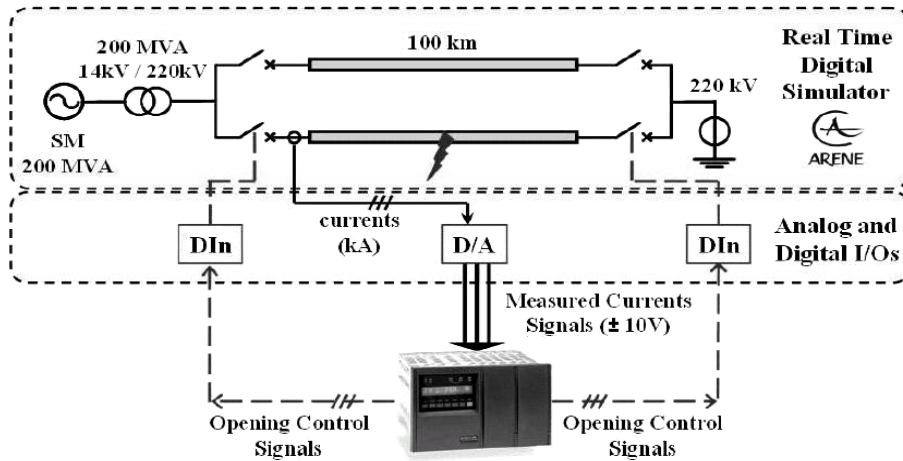 200 MVA
14kV / 220kV
100 km
Real Time
Digital
Simulator
220 kV
SM
200 MVA
ARENE
currents
(kA)
DIn
D/A
DIn
Analog and
Digital I/Os
Measured Currents
Signals (± 10V)
Opening Control
Signals
Opening Control
Signals